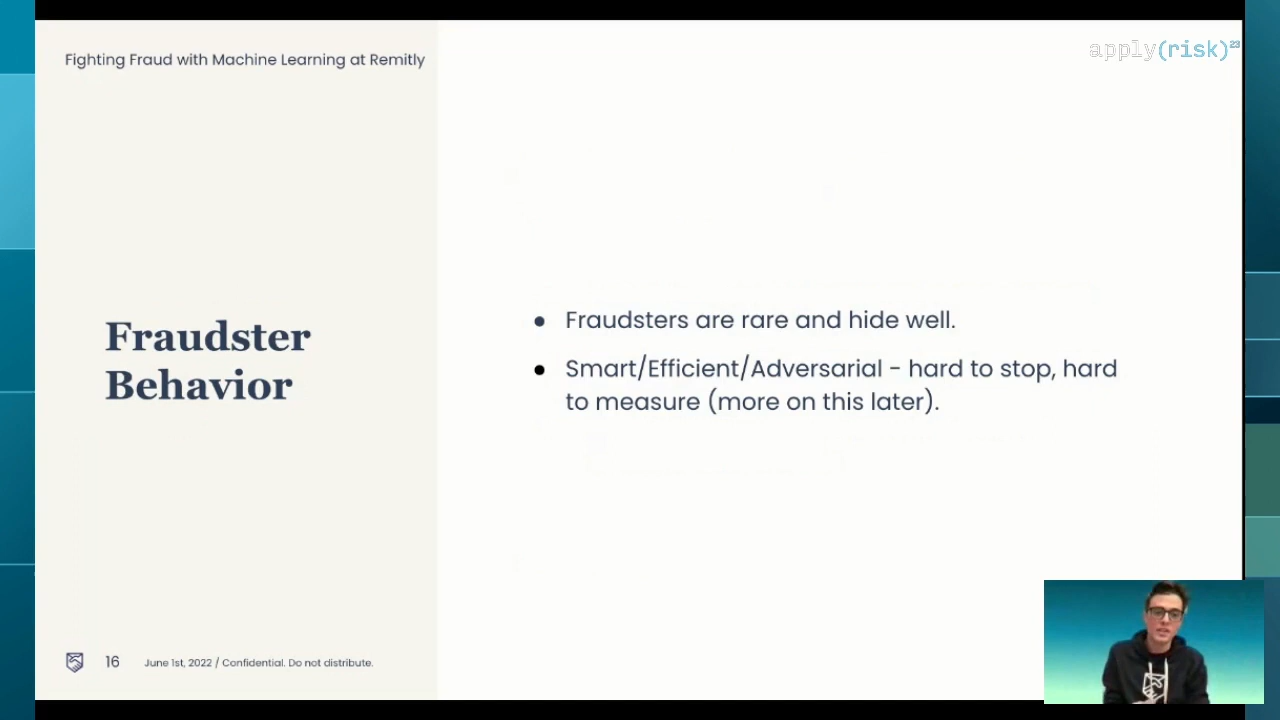 Fighting Fraud with Machine Learning at Remitly
apply(risk)²³
Fraudster
Behavior
● Fraudsters are rare and hide well.
● Smart/Efficient/Adversarial - hard to stop, hard
to measure (more on this later).
16 June 1st, 2022 / Confidential. Do not distribute.